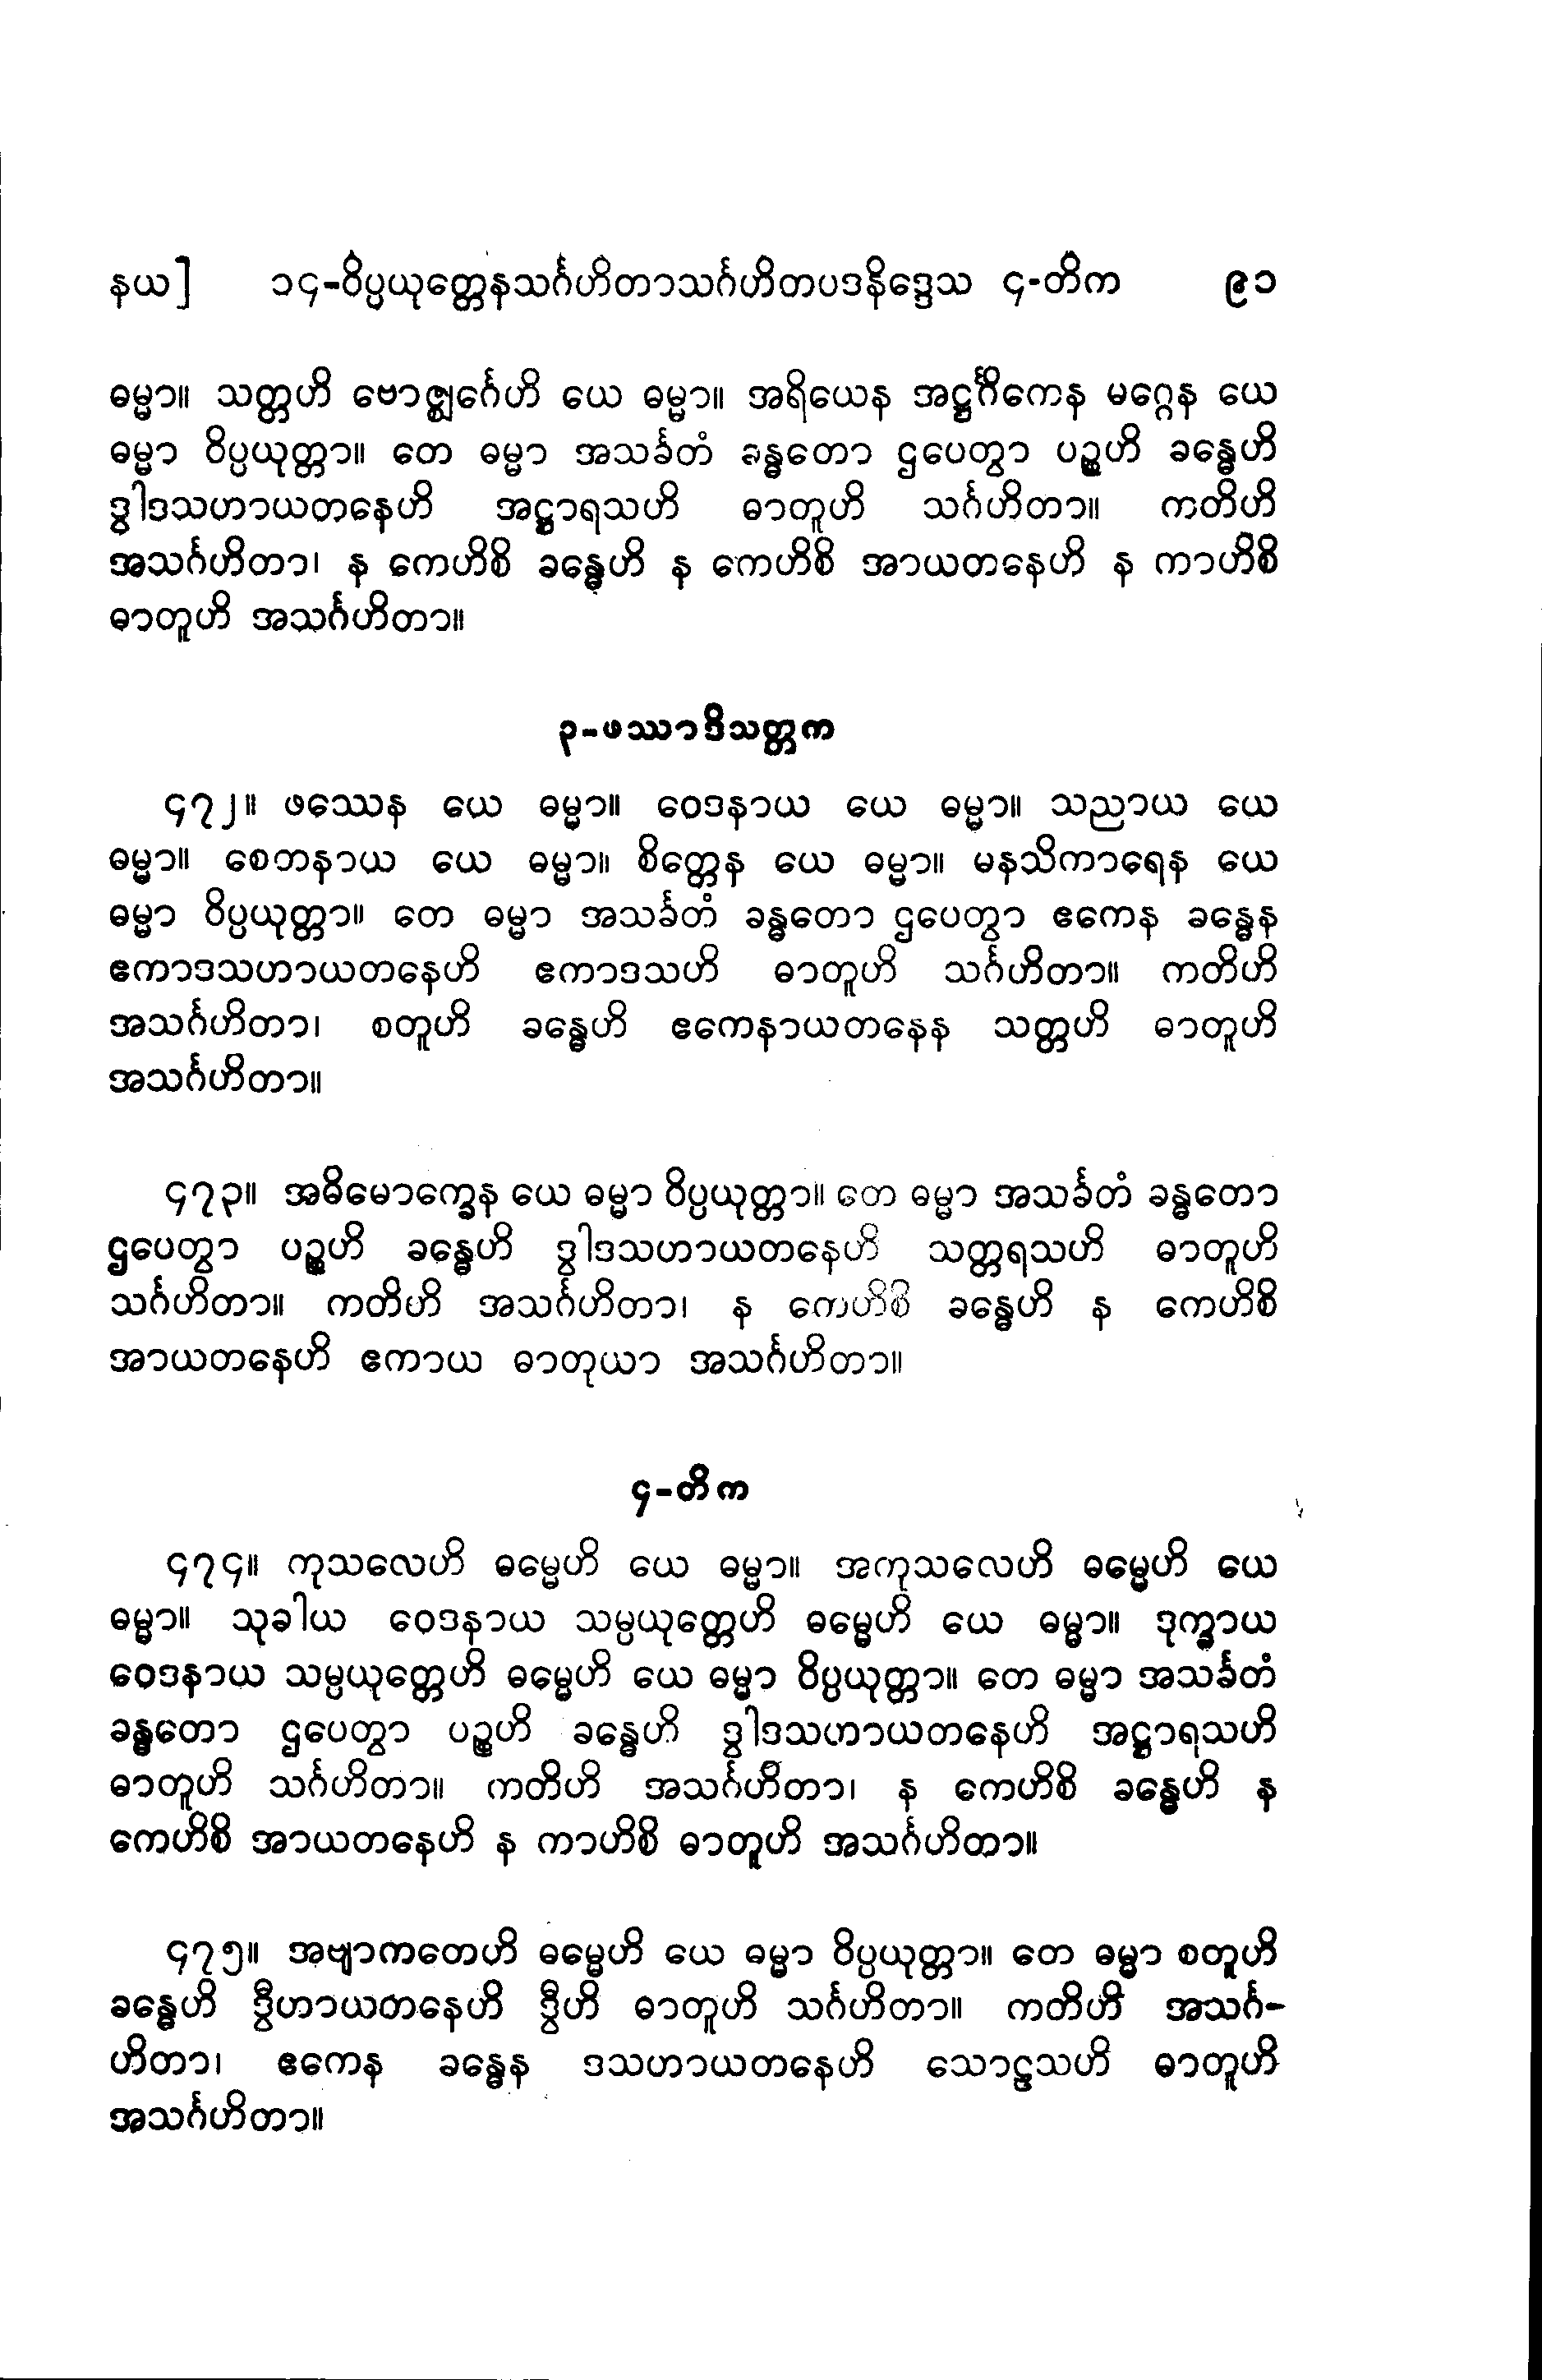 နယ] ၁၄-ဝိပ္ပယုတ္တေနသင်္ဂဟိတာသင်္ဂဟိတပဒနိဒ္ဒေသ ၄-တိက ၉၁
ဓမ္မာ။ သတ္တဟိ ဗောဇ္ဈင်္ဂေဟိ ယေ ဓမ္မာ။ အရိယေန အဋ္ဌင်္ဂိကေန မဂ္ဂေန ယေ
ဓမ္မာ ဝိပ္ပယုတ္တာ။ တေ ဓမ္မာ အသင်္ခတံ ခန္ဓတော ဌပေတွာ ပဉ္စဟိ ခန္ဓေဟိ
ဒွါဒသဟာယတနေဟိ အဋ္ဌာရသဟိ ဓာတူဟိ သင်္ဂဟိတာ။ ကတိဟိ
အသင်္ဂဟိတာ၊ န ကေဟိစိ ခန္ဓေဟိ န ကေဟိစိ အာယတနေဟိ န ကာဟိစိ
ဓာတူဟိ အသင်္ဂဟိတာ။
၃-ဖဿာဒိသတ္တက
၄၇၂။ ဖဿေန ယေ ဓမ္မာ။ ဝေဒနာယ ယေ ဓမ္မာ။ သညာယ ယေ
ဓမ္မာ။ စေတနာယ ယေ ဓမ္မာ။ စိတ္တေန ယေ ဓမ္မာ။ မနသိကာရေန ယေ
ဓမ္မာ ဝိပ္ပယုတ္တာ။ တေ ဓမ္မာ အသင်္ခတံ ခန္ဓတော ဌပေတွာ ဧကေန ခန္ဓေန
ဧကာဒသဟာယတနေဟိ ဧကာဒသဟိ ဓာတူဟိ သင်္ဂဟိတာ။ ကတိဟိ
အသင်္ဂဟိတာ၊ စတူဟိ ခန္ဓေဟိ ဧကေနာယတနေန သတ္တဟိ ဓာတူဟိ
အသင်္ဂဟိတာ။
၄၇၃။ အဓိမောက္ခေန ယေ ဓမ္မာ ဝိပ္ပယုတ္တာ။ တေ ဓမ္မာ အသင်္ခတံ ခန္ဓတော
ဌပေတွာ ပဉ္စဟိ ခန္ဓေဟိ ဒွါဒသဟာယတနေဟိ သတ္တရသဟိ ဓာတူဟိ
သင်္ဂဟိတာ။ ကတိဟိ အသင်္ဂဟိတာ၊ န ကေဟိစိ ခန္ဓေဟိ န ကေဟိစိ
အာယတနေဟိ ဧကာယ ဓာတုယာ အသင်္ဂဟိတာ။
၄-တိက
၄၇၄။ ကုသလေဟိ ဓမ္မေဟိ ယေ ဓမ္မာ။ အကုသလေဟိ ဓမ္မေဟိ ယေ
ဓမ္မာ။ သုခါယ ဝေဒနာယ သမ္ပယုတ္တေဟိ ဓမ္မေဟိ ယေ ဓမ္မာ။ ဒုက္ခာယ
ဝေဒနာယ သမ္ပယုတ္တေဟိ ဓမ္မေဟိ ယေ ဓမ္မာ ဝိပ္ပယုတ္တာ။ တေ ဓမ္မာ အသင်္ခတံ
ခန္ဓတော ဌပေတွာ ပဉ္စဟိ ခန္ဓေဟိ ဒွါဒသဟာယတနေဟိ အဋ္ဌာရသဟိ
ဓာတူဟိ သင်္ဂဟိတာ။ ကတိဟိ အသင်္ဂဟိတာ၊ န ကေဟိစိ ခန္ဓေဟိ န
ကေဟိစိ အာယတနေဟိ န ကာဟိစိ ဓာတူဟိ အသင်္ဂဟိတာ။
၄၇၅။ အဗျာကတေဟိ ဓမ္မေဟိ ယေ ဓမ္မာ ဝိပ္ပယုတ္တာ။ တေ ဓမ္မာ စတူဟိ
ခန္ဓေဟိ ဒွီဟာယတနေဟိ ဒွီဟိ ဓာတူဟိ သင်္ဂဟိတာ။ ကတိဟိ အသင်္ဂ-
ဟိတာ၊ ဧကေန ခန္ဓေန ဒသဟာယတနေဟိ သောဠသဟိ ဓာတူဟိ
အသင်္ဂဟိတာ။